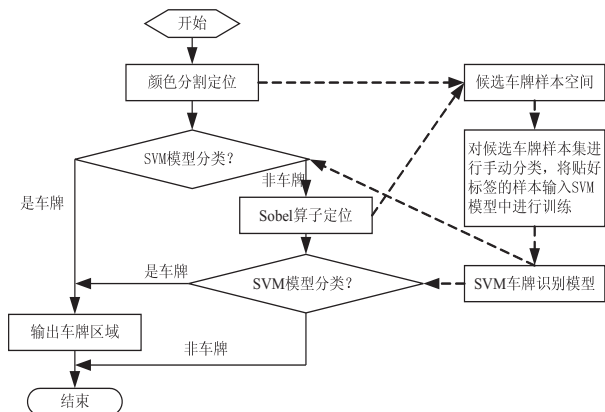 开始
颜色分割定位
候选车牌样本空间
SVM模型分类?
对候选车牌样本集进
行手动分类，将贴好
标签的样本输入SVM
模型中进行训练
非车牌
是车牌
Sobel算子定位
是车牌
SVM模型分类?
SVM车牌识别模型
输出车牌区域
非车牌
结束